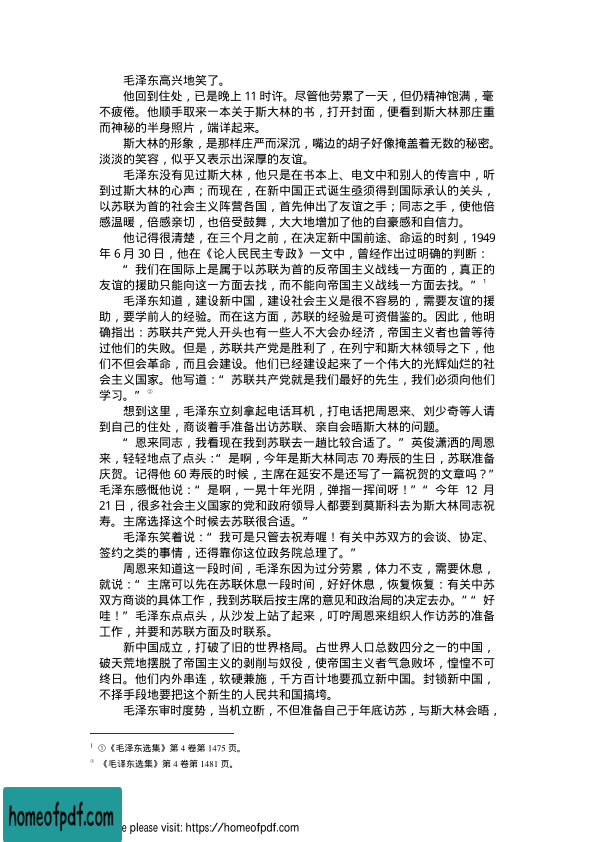 毛泽东高兴地笑了。
他回到住处，已是晚上 11 时许。尽管他劳累了一天，但仍精神饱满，毫
不疲倦。他顺手取来一本关于斯大林的书，打开封面，便看到斯大林那庄重
而神秘的半身照片，端详起来。
斯大林的形象，是那样庄严而深沉，嘴边的胡子好像掩盖着无数的秘密。
淡淡的笑容，似乎又表示出深厚的友谊。
毛泽东没有见过斯大林，他只是在书本上、电文中和别人的传言中，听
到过斯大林的心声；而现在，在新中国正式诞生亟须得到国际承认的关头，
以苏联为首的社会主义阵营各国，首先伸出了友谊之手；同志之手，使他倍
感温暖，倍感亲切，也倍受鼓舞，大大地增加了他的自豪感和自信力。
他记得很清楚，在三个月之前，在决定新中国前途、命运的时刻，1949
年 6 月 30 日，他在《论人民民主专政》一文中，曾经作出过明确的判断：
“ 我们在国际上是属于以苏联为首的反帝国主义战线一方面的，真正的
友谊的援助只能向这一方面去找，而不能向帝国主义战线一方面去找。” 1
毛泽东知道，建设新中国，建设社会主义是很不容易的，需要友谊的援
助，要学前人的经验。而在这方面，苏联的经验是可资借鉴的。因此，他明
确指出：苏联共产党人开头也有一些人不大会办经济，帝国主义者也曾等待
过他们的失败。但是，苏联共产党是胜利了，在列宁和斯大林领导之下，他
们不但会革命，而且会建设。他们已经建设起来了一个伟大的光辉灿烂的社
会主义国家。他写道：“ 苏联共产党就是我们最好的先生，我们必须向他们
学习。” ②
想到这里，毛泽东立刻拿起电话耳机，打电话把周恩来、刘少奇等人请
到自己的住处，商谈着手准备出访苏联、亲自会晤斯大林的问题。
“ 恩来同志，我看现在我到苏联去一趟比较合适了。” 英俊潇洒的周恩
来，轻轻地点了点头：“ 是啊，今年是斯大林同志 70 寿辰的生日，苏联准备
庆贺。记得他 60 寿辰的时候，主席在延安不是还写了一篇祝贺的文章吗？”
毛泽东感慨他说：“ 是啊，一晃十年光阴，弹指一挥间呀！” “ 今年 12 月
21 日，很多社会主义国家的党和政府领导人都要到莫斯科去为斯大林同志祝
寿。主席选择这个时候去苏联很合适。”
毛泽东笑着说：“ 我可是只管去祝寿喔！有关中苏双方的会谈、协定、
签约之类的事情，还得靠你这位政务院总理了。”
周恩来知道这一段时间，毛泽东因为过分劳累，体力不支，需要休息，
就说：“ 主席可以先在苏联休息一段时间，好好休息，恢复恢复：有关中苏
双方商谈的具体工作，我到苏联后按主席的意见和政治局的决定去办。” “ 好
哇！” 毛泽东点点头，从沙发上站了起来，叮咛周恩来组织人作访苏的准备
工作，并要和苏联方面及时联系。
新中国成立，打破了旧的世界格局。占世界人口总数四分之一的中国，
破天荒地摆脱了帝国主义的剥削与奴役，使帝国主义者气急败坏，惶惶不可
终日。他们内外串连，软硬兼施，千方百计地要孤立新中国。封锁新中国，
不择手段地要把这个新生的人民共和国搞垮。
毛泽东审时度势，当机立断，不但准备自己于年底访苏，与斯大林会晤，
1 ①《毛泽东选集》第 4 卷第 1475 页。
② 《毛译东选集》第 4 卷第 1481 页。
homeofpdf.com
please visit: https://homeofpdf.com